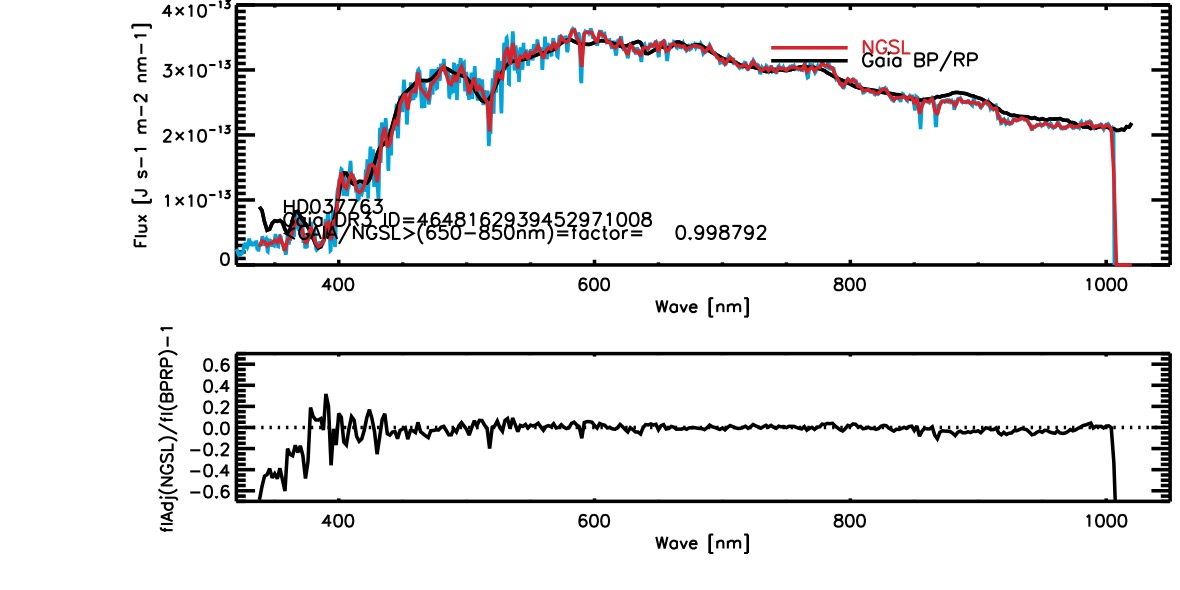 4×10−13
3×10−13
2×10−13
1×10−13
0
Flux [J s−1 m−2 nm−1]
NGSL
Gaia BP/RP
HD037763
Gaia DR3 ID=4648162939452971008
<GAIA/NGSL>(650−850nm)=factor= 0.998792
400 600 800 1000
Wave [nm]
flAdj(NGSL)/fl(BPRP)−1
0.6
0.4
0.2
0.0
−0.2
−0.4
−0.6
400 600 800 1000
Wave [nm]